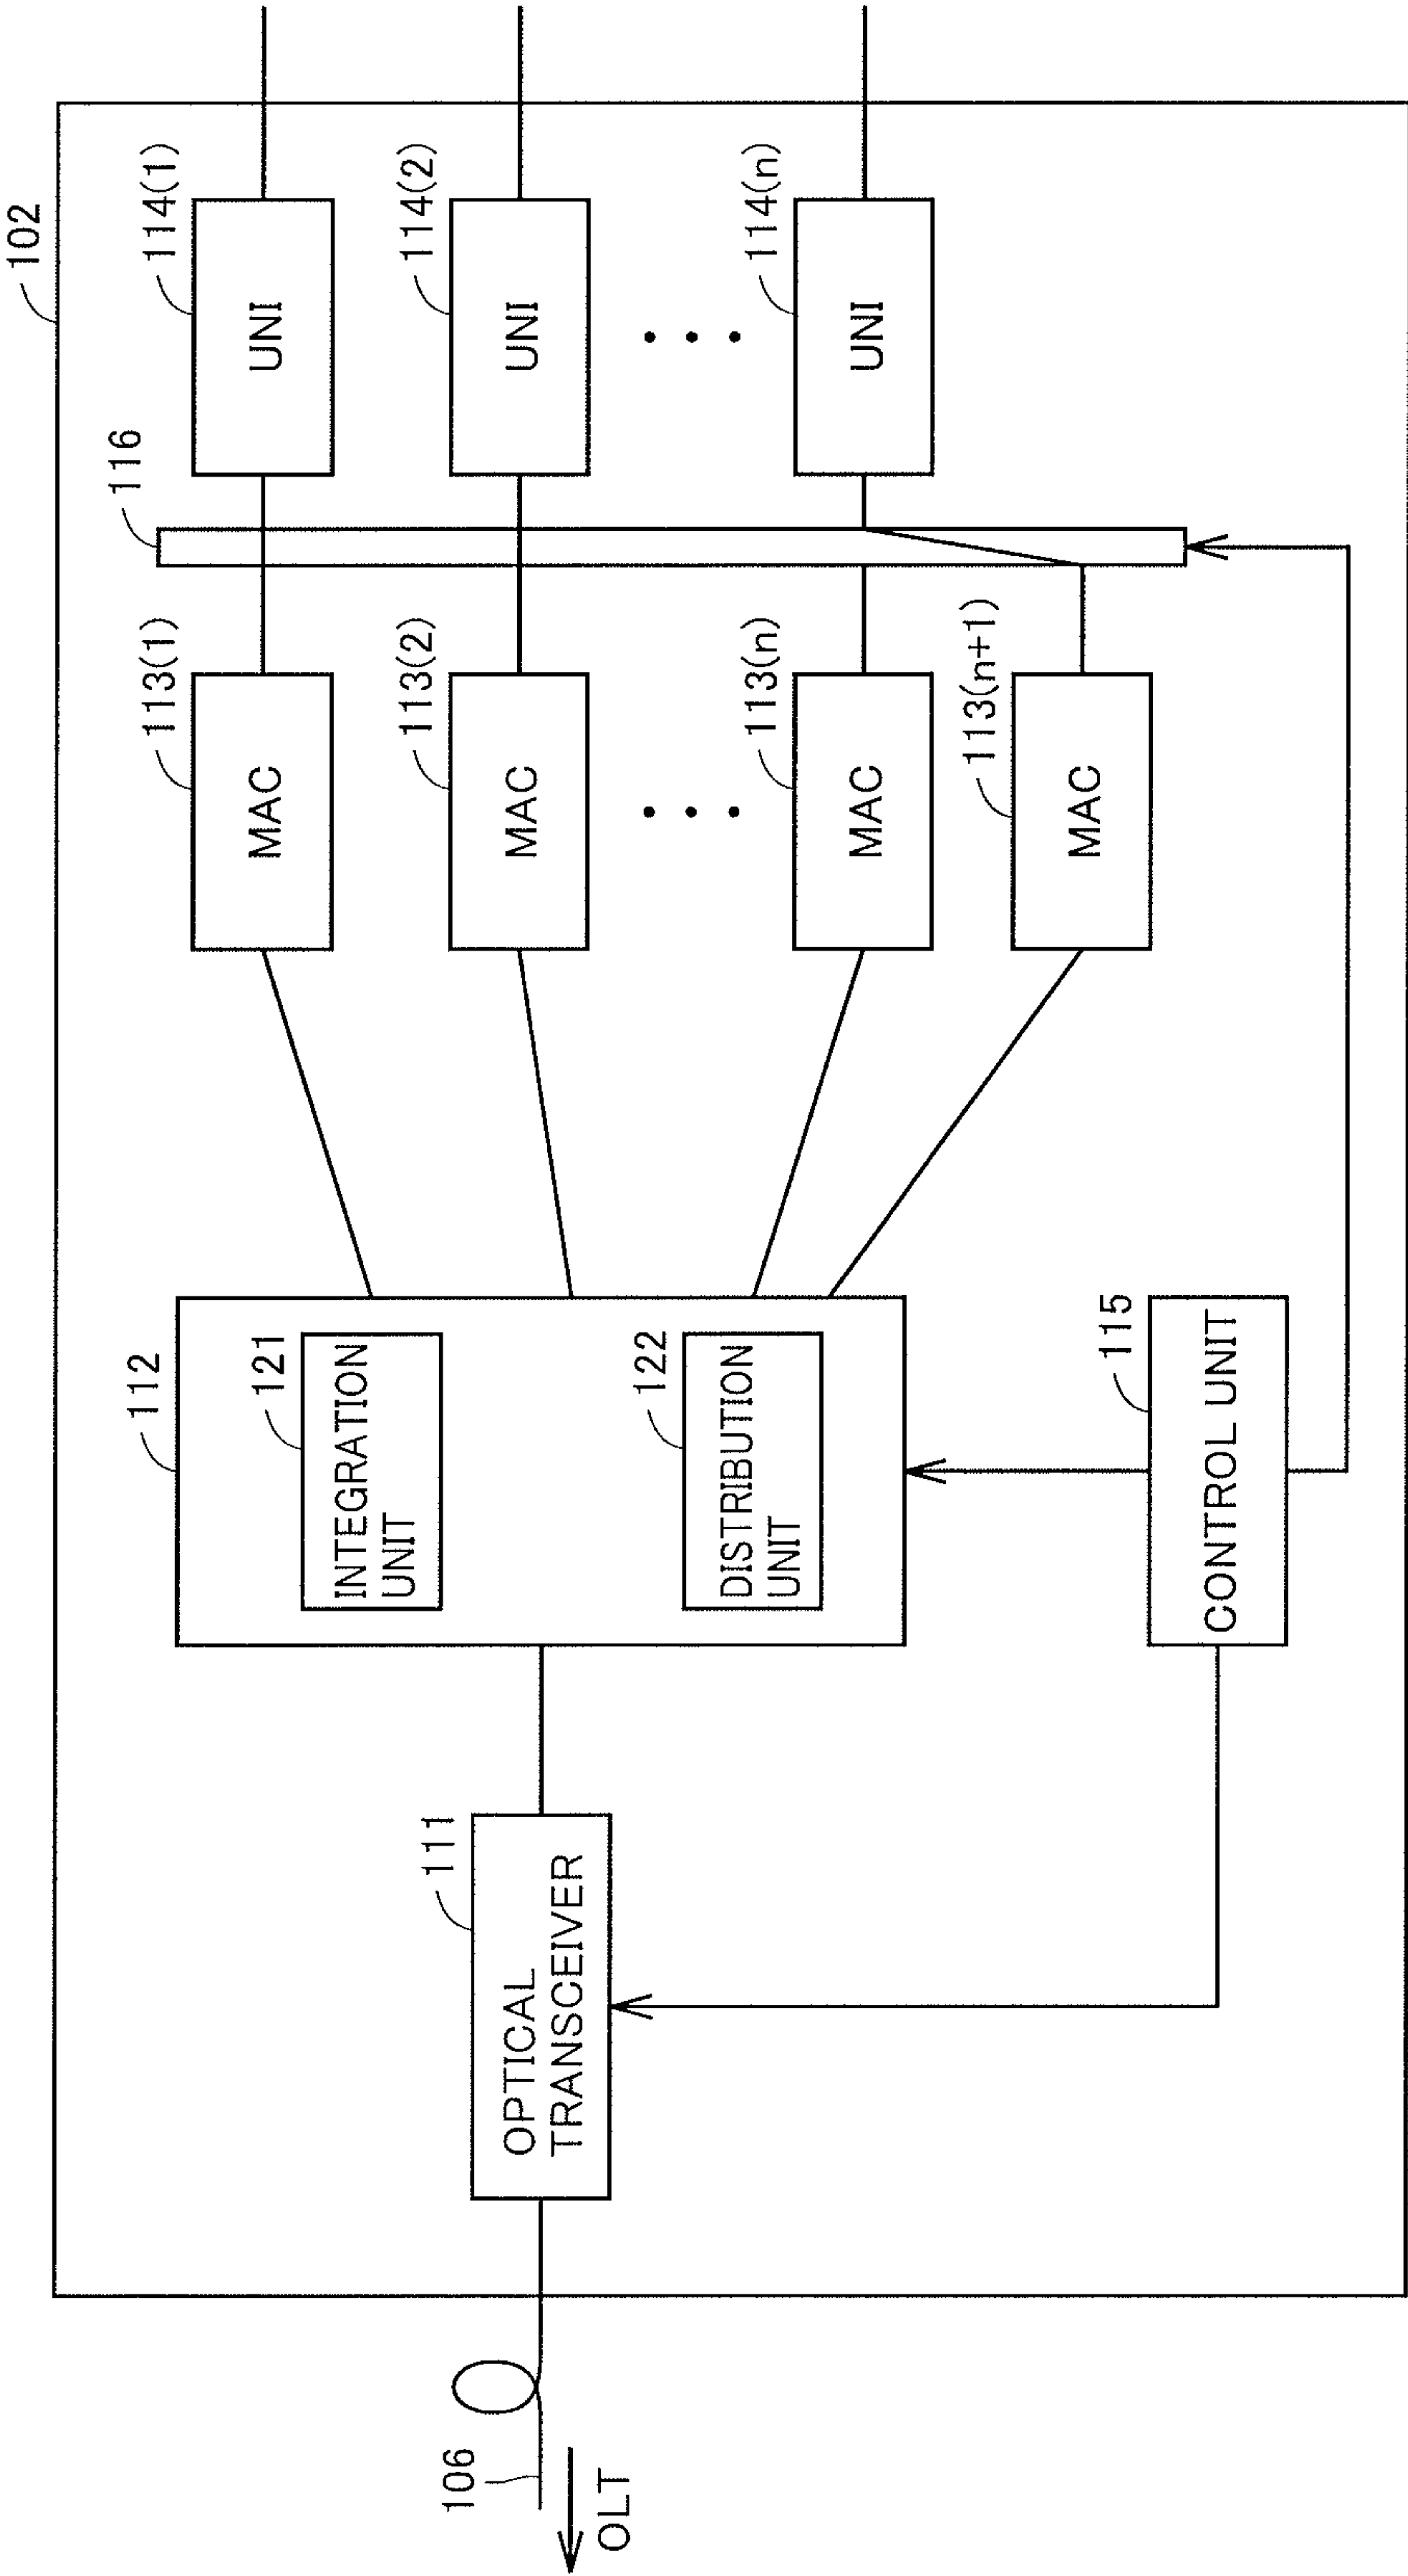 102
114(1)
UNI
114(2)
UNI
114(n)
UNI
116
113(1)
MAC
113(2)
MAC
113(n)
MAC
113(n+1)
MAC
112
121
INTEGRATION
UNIT
122
DISTRIBUTION
UNIT
115
CONTROL UNIT
111
OPTICAL
TRANSCEIVER
106
OLT